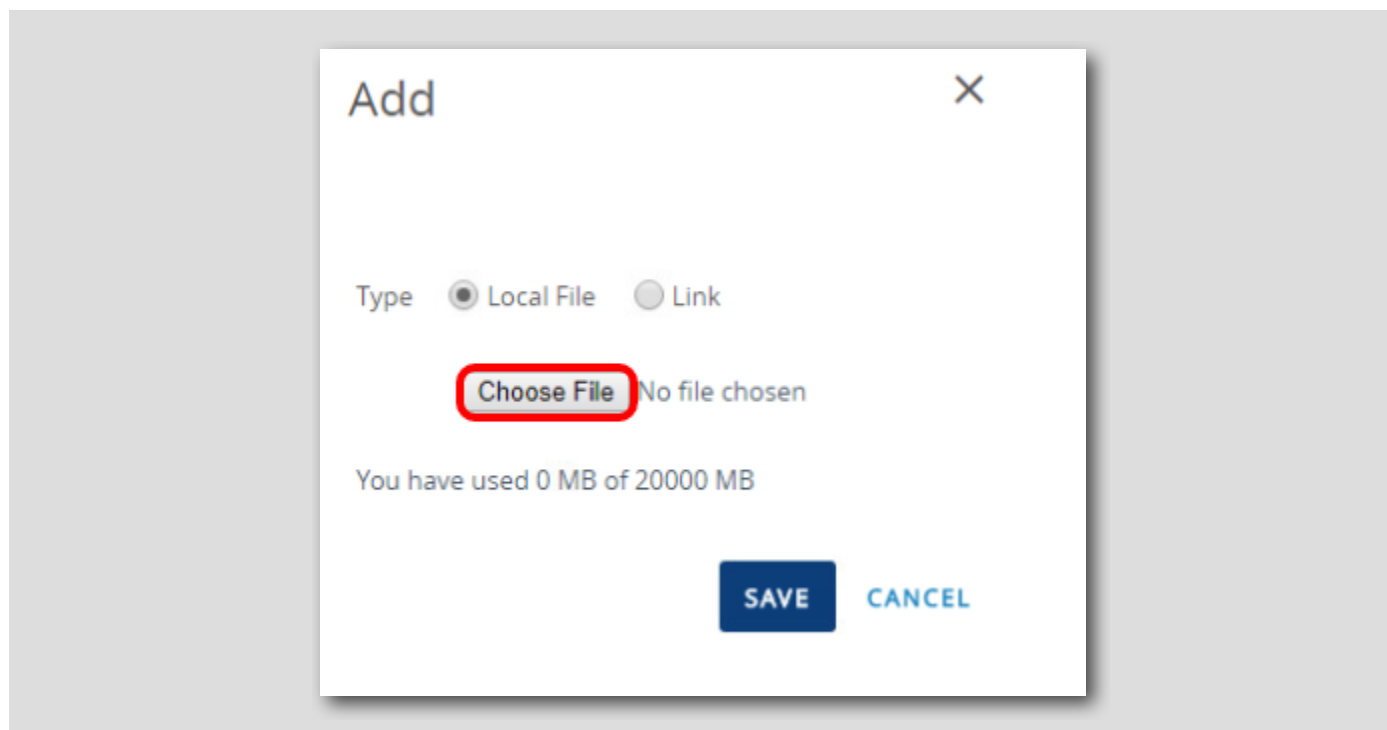 Add
Type Local File Link
Choose File No file chosen
You have used 0 MB of 20000 MB
SAVE CANCEL